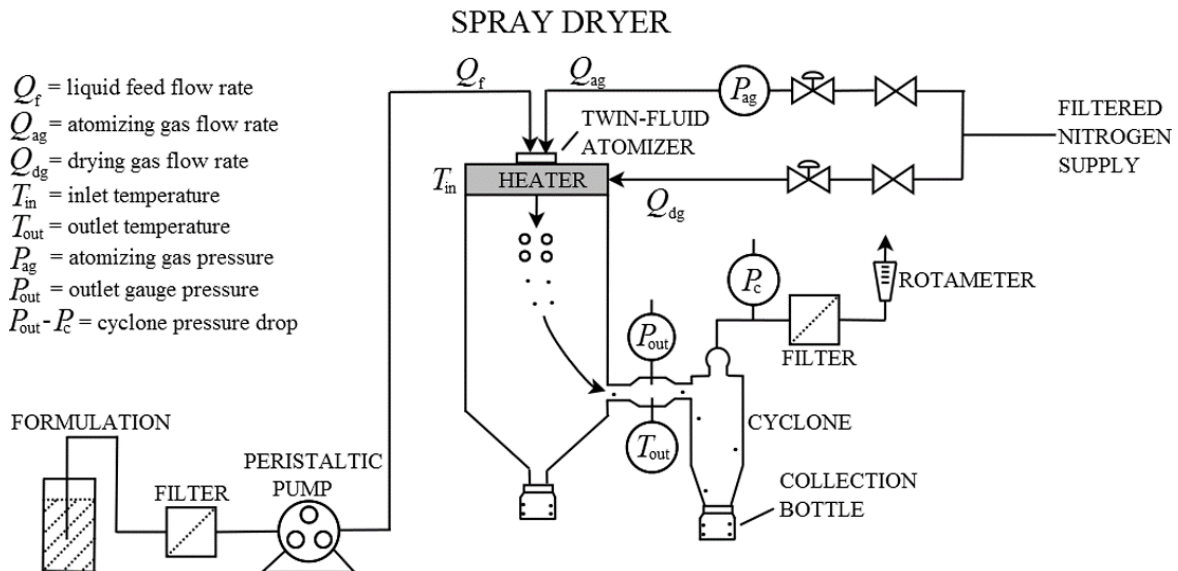 SPRAY DRYER
Qf = liquid feed flow rate
Qag = atomizing gas flow rate
Qdg = drying gas flow rate
Tin = inlet temperature
Tout = outlet temperature
Pag = atomizing gas pressure
Pout = outlet gauge pressure
Pout - Pc = cyclone pressure drop
Qf
Qag
Pag
TWIN-FLUID
ATOMIZER
FILTERED
NITROGEN
SUPPLY
Tin
HEATER
Qdg
Pc
ROTAMETER
Pout
FILTER
Tout
CYCLONE
COLLECTION
BOTTLE
FORMULATION
FILTER
PERISTALTIC
PUMP